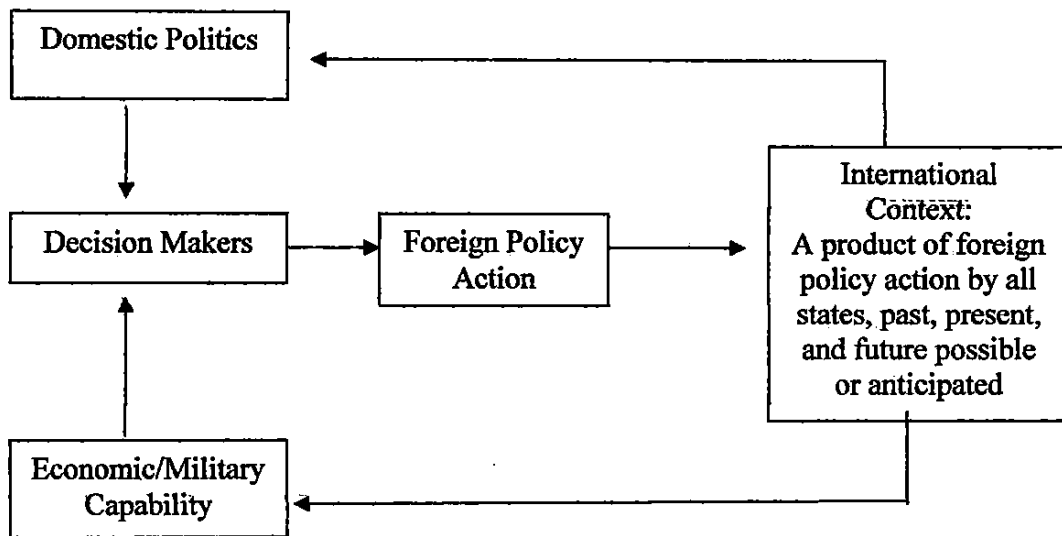 Domestic Politics
Decision Makers
Foreign Policy
Action
International
Context:
A product of foreign
policy action by all
states, past, present,
and future possible
or anticipated
Economic/Military
Capability